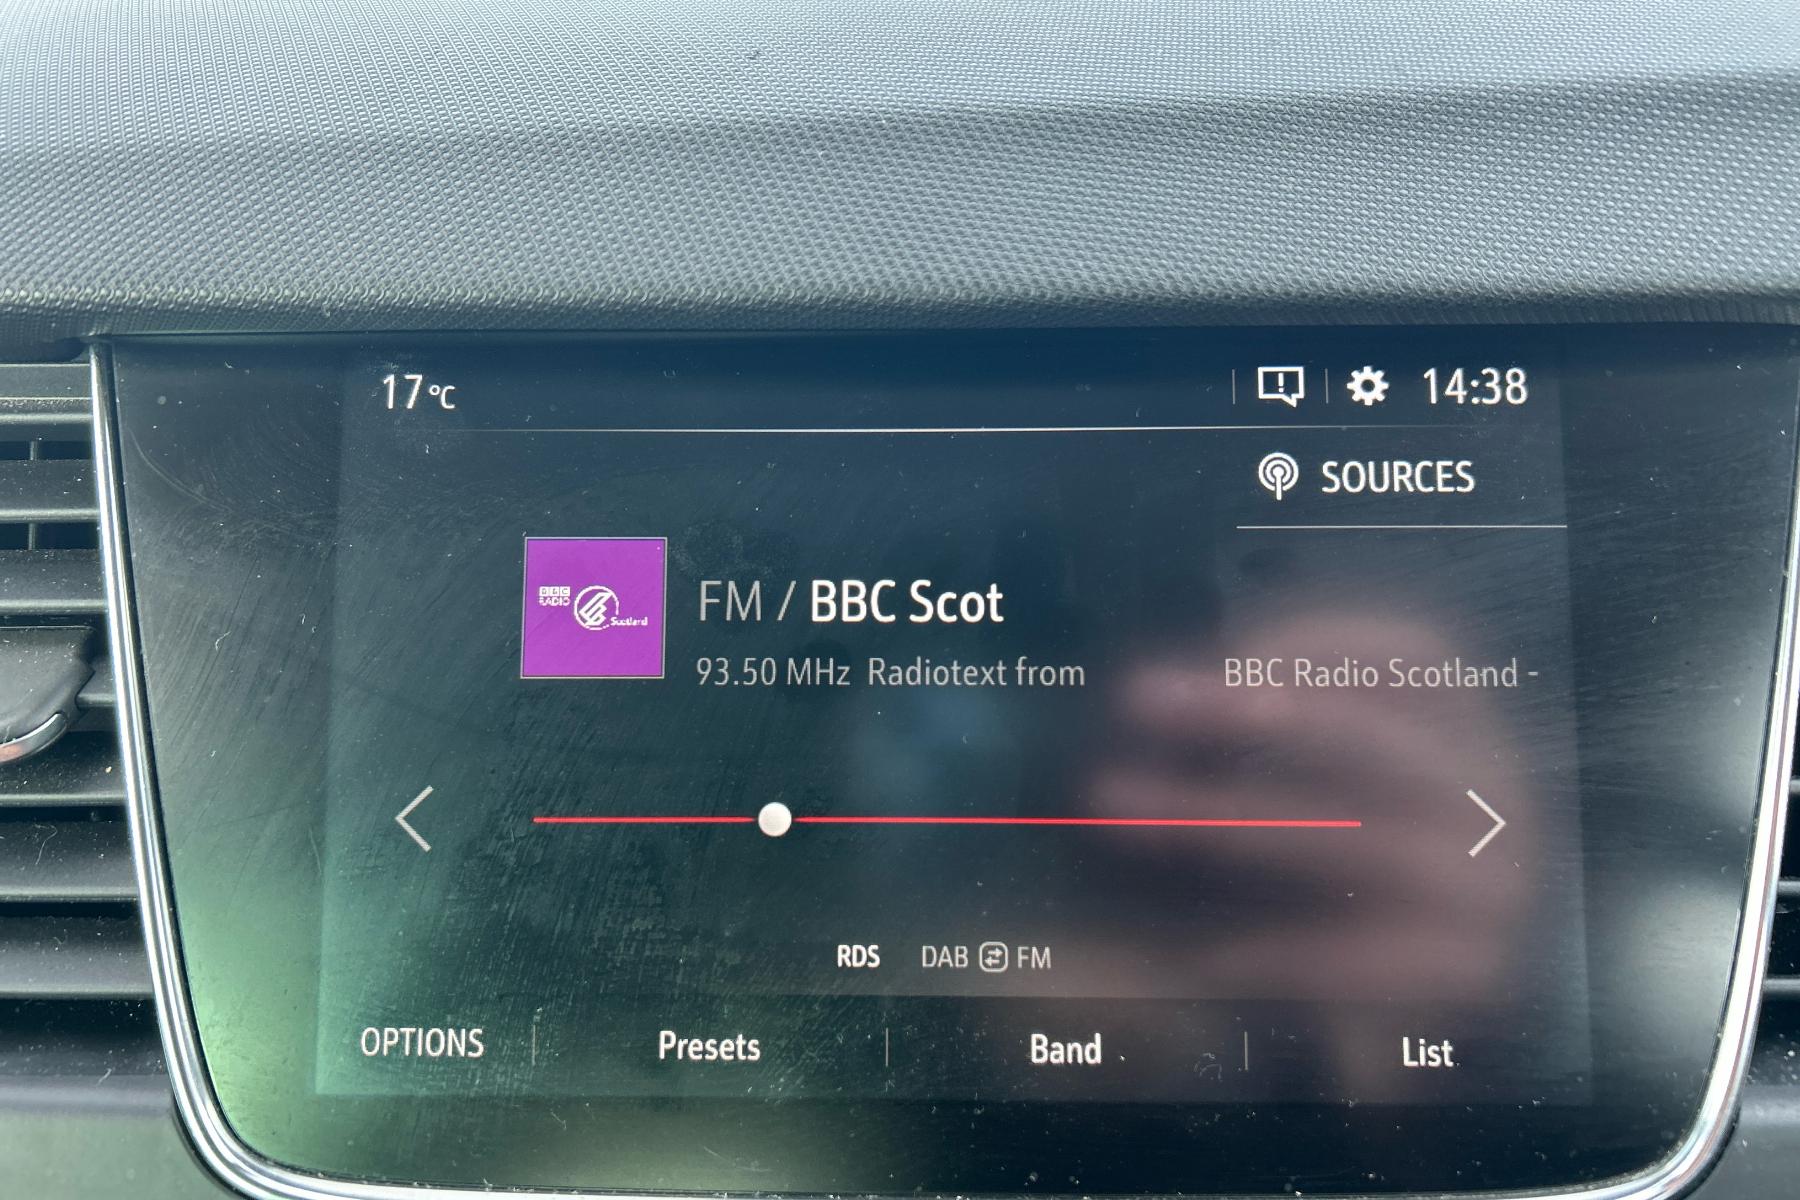 17°C 14:38
SOURCES
BBC
RADIO
Scotland
FM / BBC Scot
93.50 MHz Radiotext from BBC Radio Scotland -
RDS DAB FM
OPTIONS Presets Band List